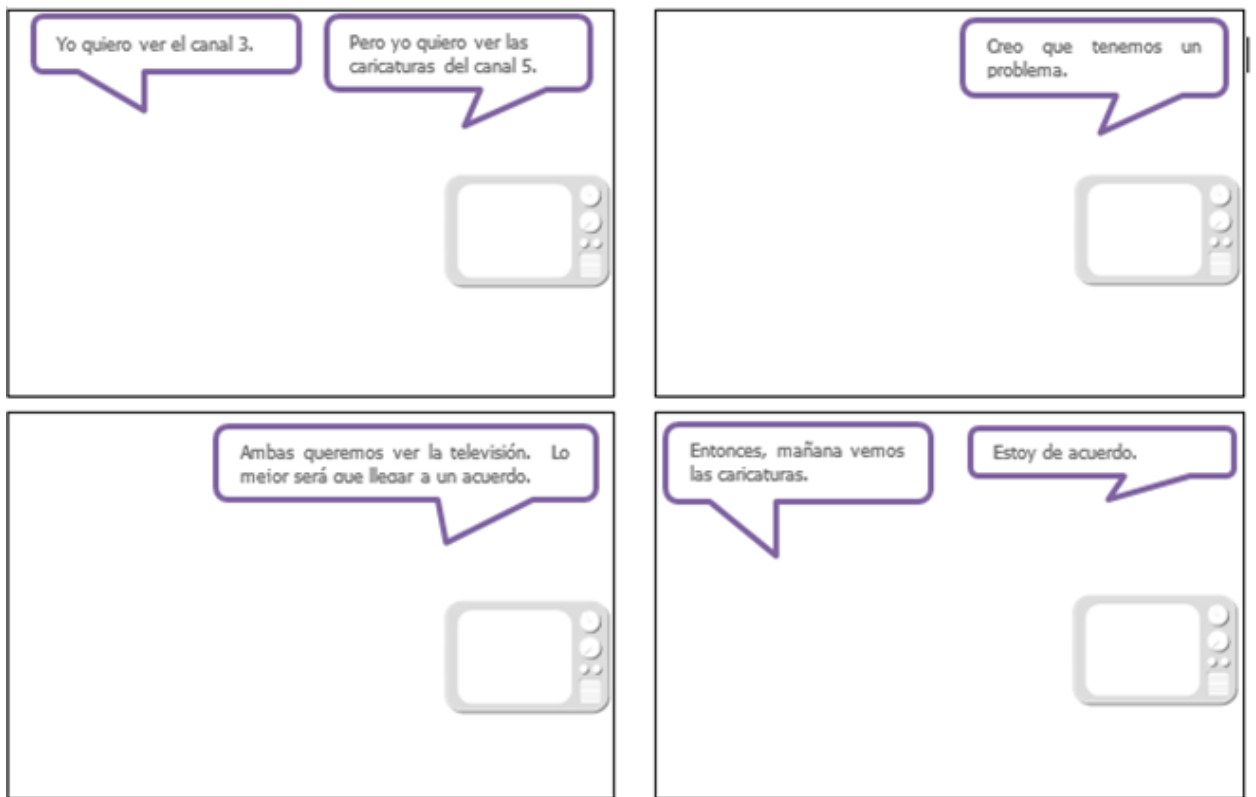 Yo quiero ver el canal 3.
Pero yo quiero ver las
caricaturas del canal 5.
Creo que tenemos un
problema.
Ambas queremos ver la televisión. Lo
mejor será que llegar a un acuerdo.
Entonces, mañana vemos
las caricaturas.
Estoy de acuerdo.